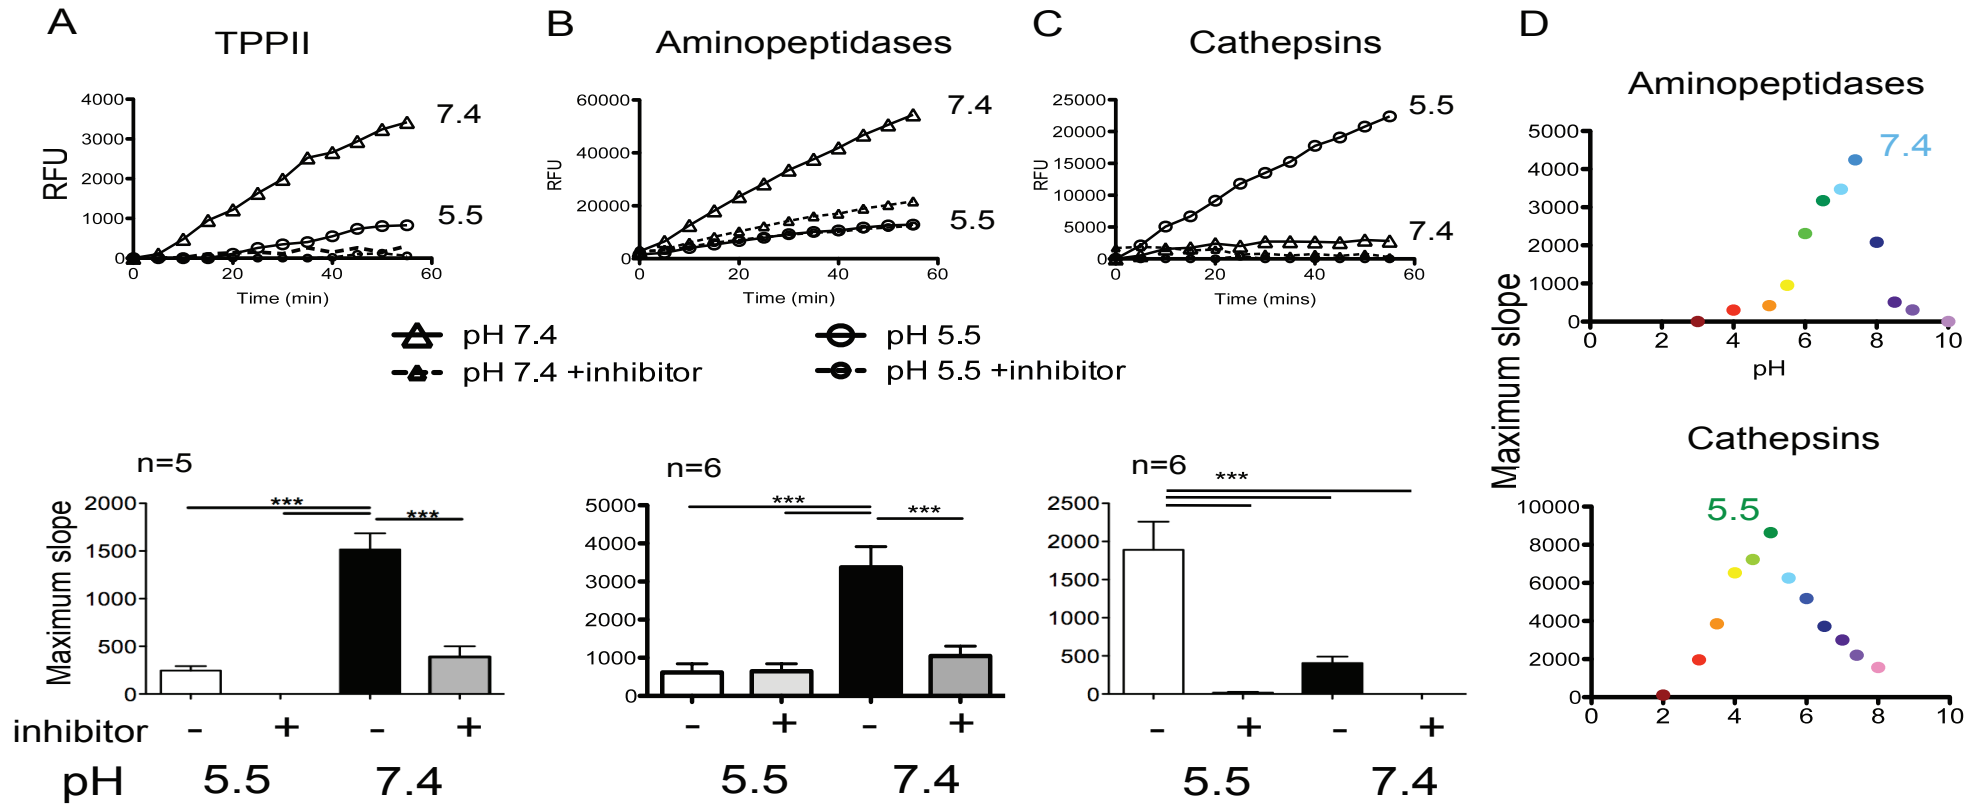 A
TPPII
4000
3000
2000
1000
0
RFU
7.4
5.5
0
20
40
60
Time (min)
B
Aminopeptidases
60000
40000
20000
0
RFU
7.4
5.5
0
20
40
60
Time (min)
C
Cathepsins
25000
20000
15000
10000
5000
0
RFU
5.5
7.4
0
20
40
60
Time (mins)
pH 7.4
pH 5.5
pH 7.4 +inhibitor
pH 5.5 +inhibitor
n=5
2000
1500
1000
500
0
Maximum slope
***
***
n=6
5000
4000
3000
2000
1000
0
***
***
n=6
2500
2000
1500
1000
500
0
***
inhibitor - + - + - + - + - + - +
pH 5.5 7.4 5.5 7.4 5.5 7.4
D
Aminopeptidases
5000
4000
3000
2000
1000
0
7.4
0 2 4 6 8 10
pH
Maximum slope
Cathepsins
10000
8000
6000
4000
2000
0
5.5
0 2 4 6 8 10